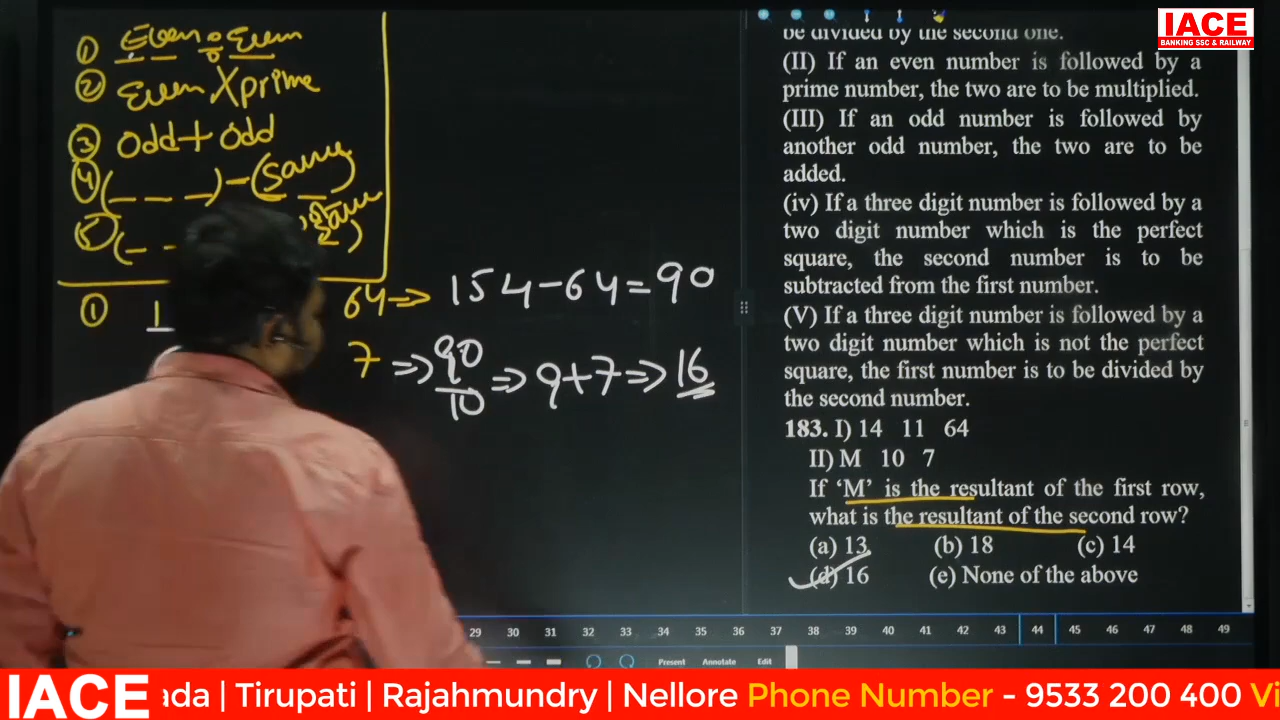 IACE
BANKING SSC & RAILWAY
① Even ÷ Even
② Even X prime
③ odd + odd
④ (_ _ _) - (Same
⑤ (_ _
① 1 64 ⇒ 154 - 64 = 90
7 ⇒ 90/10 ⇒ 9+7 ⇒ 16
be divided by the second one.
(II) If an even number is followed by a
prime number, the two are to be multiplied.
(III) If an odd number is followed by
another odd number, the two are to be
added.
(iv) If a three digit number is followed by a
two digit number which is the perfect
square, the second number is to be
subtracted from the first number.
(V) If a three digit number is followed by a
two digit number which is not the perfect
square, the first number is to be divided by
the second number.
183. I) 14 11 64
II) M 10 7
If ‘M’ is the resultant of the first row,
what is the resultant of the second row?
(a) 13 (b) 18 (c) 14
(d) 16 (e) None of the above
29 30 31 32 33 34 35 36 37 38 39 40 41 42 43 44 45 46 47 48 49
Present Annotate Edit
IACE ada | Tirupati | Rajahmundry | Nellore Phone Number - 9533 200 400 Vi